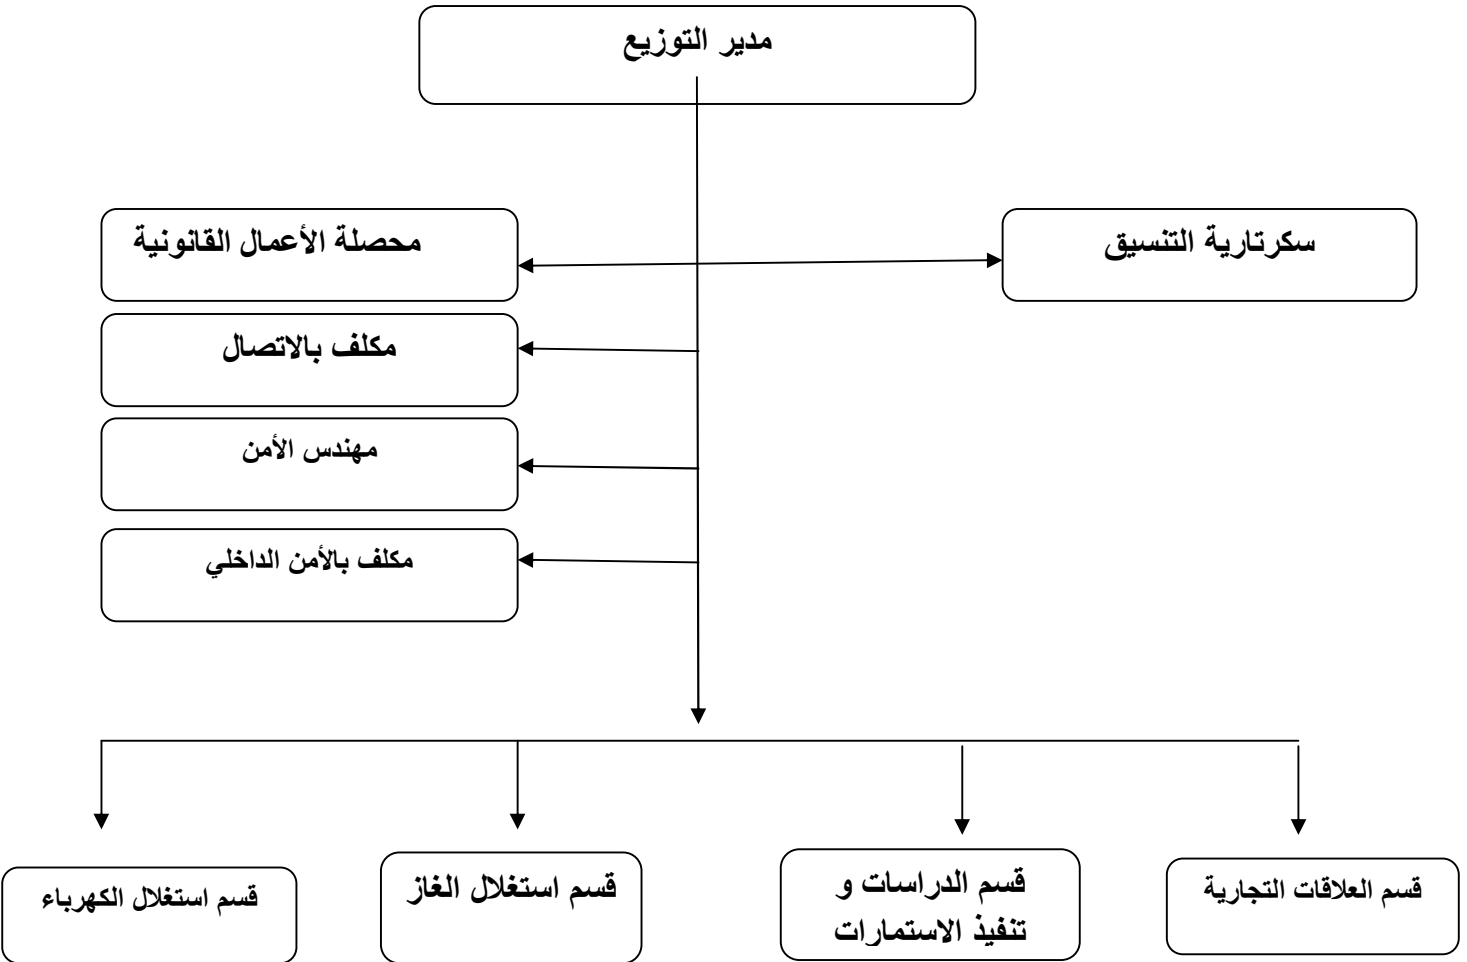 مدير التوزيع
سكرتارية التنسيق
محصلة الأعمال القانونية
مكلف بالاتصال
مهندس الأمن
مكلف بالأمن الداخلي
قسم العلاقات التجارية
قسم الدراسات و
تنفيذ الاستمارات
قسم استغلال الغاز
قسم استغلال الكهرباء